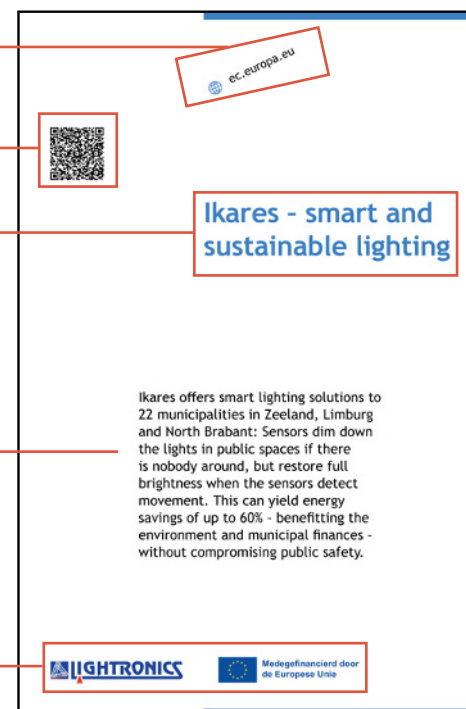 ec.europa.eu
Ikares - smart and
sustainable lighting
Ikares offers smart lighting solutions to
22 municipalities in Zeeland, Limburg
and North Brabant: Sensors dim down
the lights in public spaces if there
is nobody around, but restore full
brightness when the sensors detect
movement. This can yield energy
savings of up to 60% - benefitting the
environment and municipal finances -
without compromising public safety.
LIGHTRONICS
Medegefinancierd door
de Europese Unie